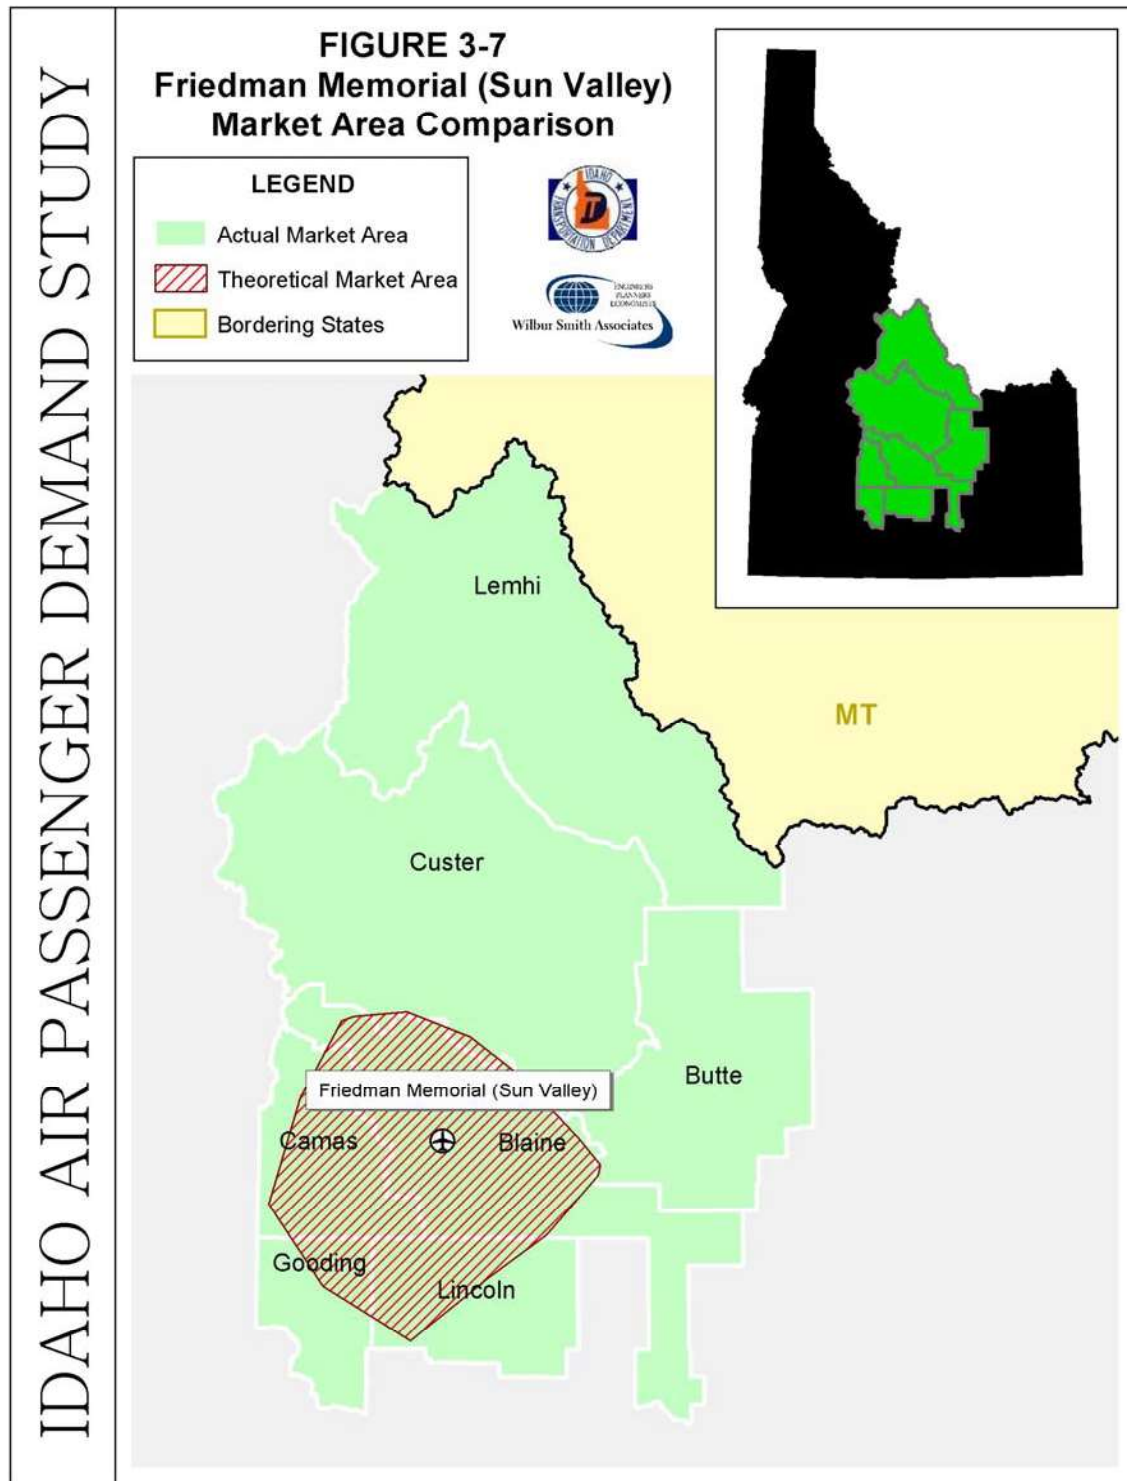 IDAHO AIR PASSENGER DEMAND STUDY
FIGURE 3-7
Friedman Memorial (Sun Valley)
Market Area Comparison
LEGEND
Actual Market Area
Theoretical Market Area
Bordering States
IDAHO
TRANSPORTATION DEPARTMENT
ENGINEERS
PLANNERS
ECONOMISTS
Wilbur Smith Associates
Lemhi
MT
Custer
Butte
Friedman Memorial (Sun Valley)
Camas
Blaine
Gooding
Lincoln